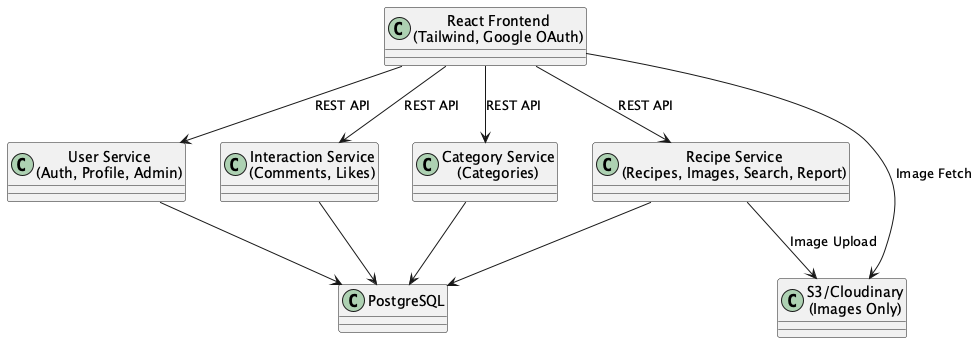 C React Frontend
(Tailwind, Google OAuth)
REST API
REST API
REST API
REST API
C User Service
(Auth, Profile, Admin)
C Interaction Service
(Comments, Likes)
C Category Service
(Categories)
C Recipe Service
(Recipes, Images, Search, Report)
Image Fetch
Image Upload
C PostgreSQL
C S3/Cloudinary
(Images Only)